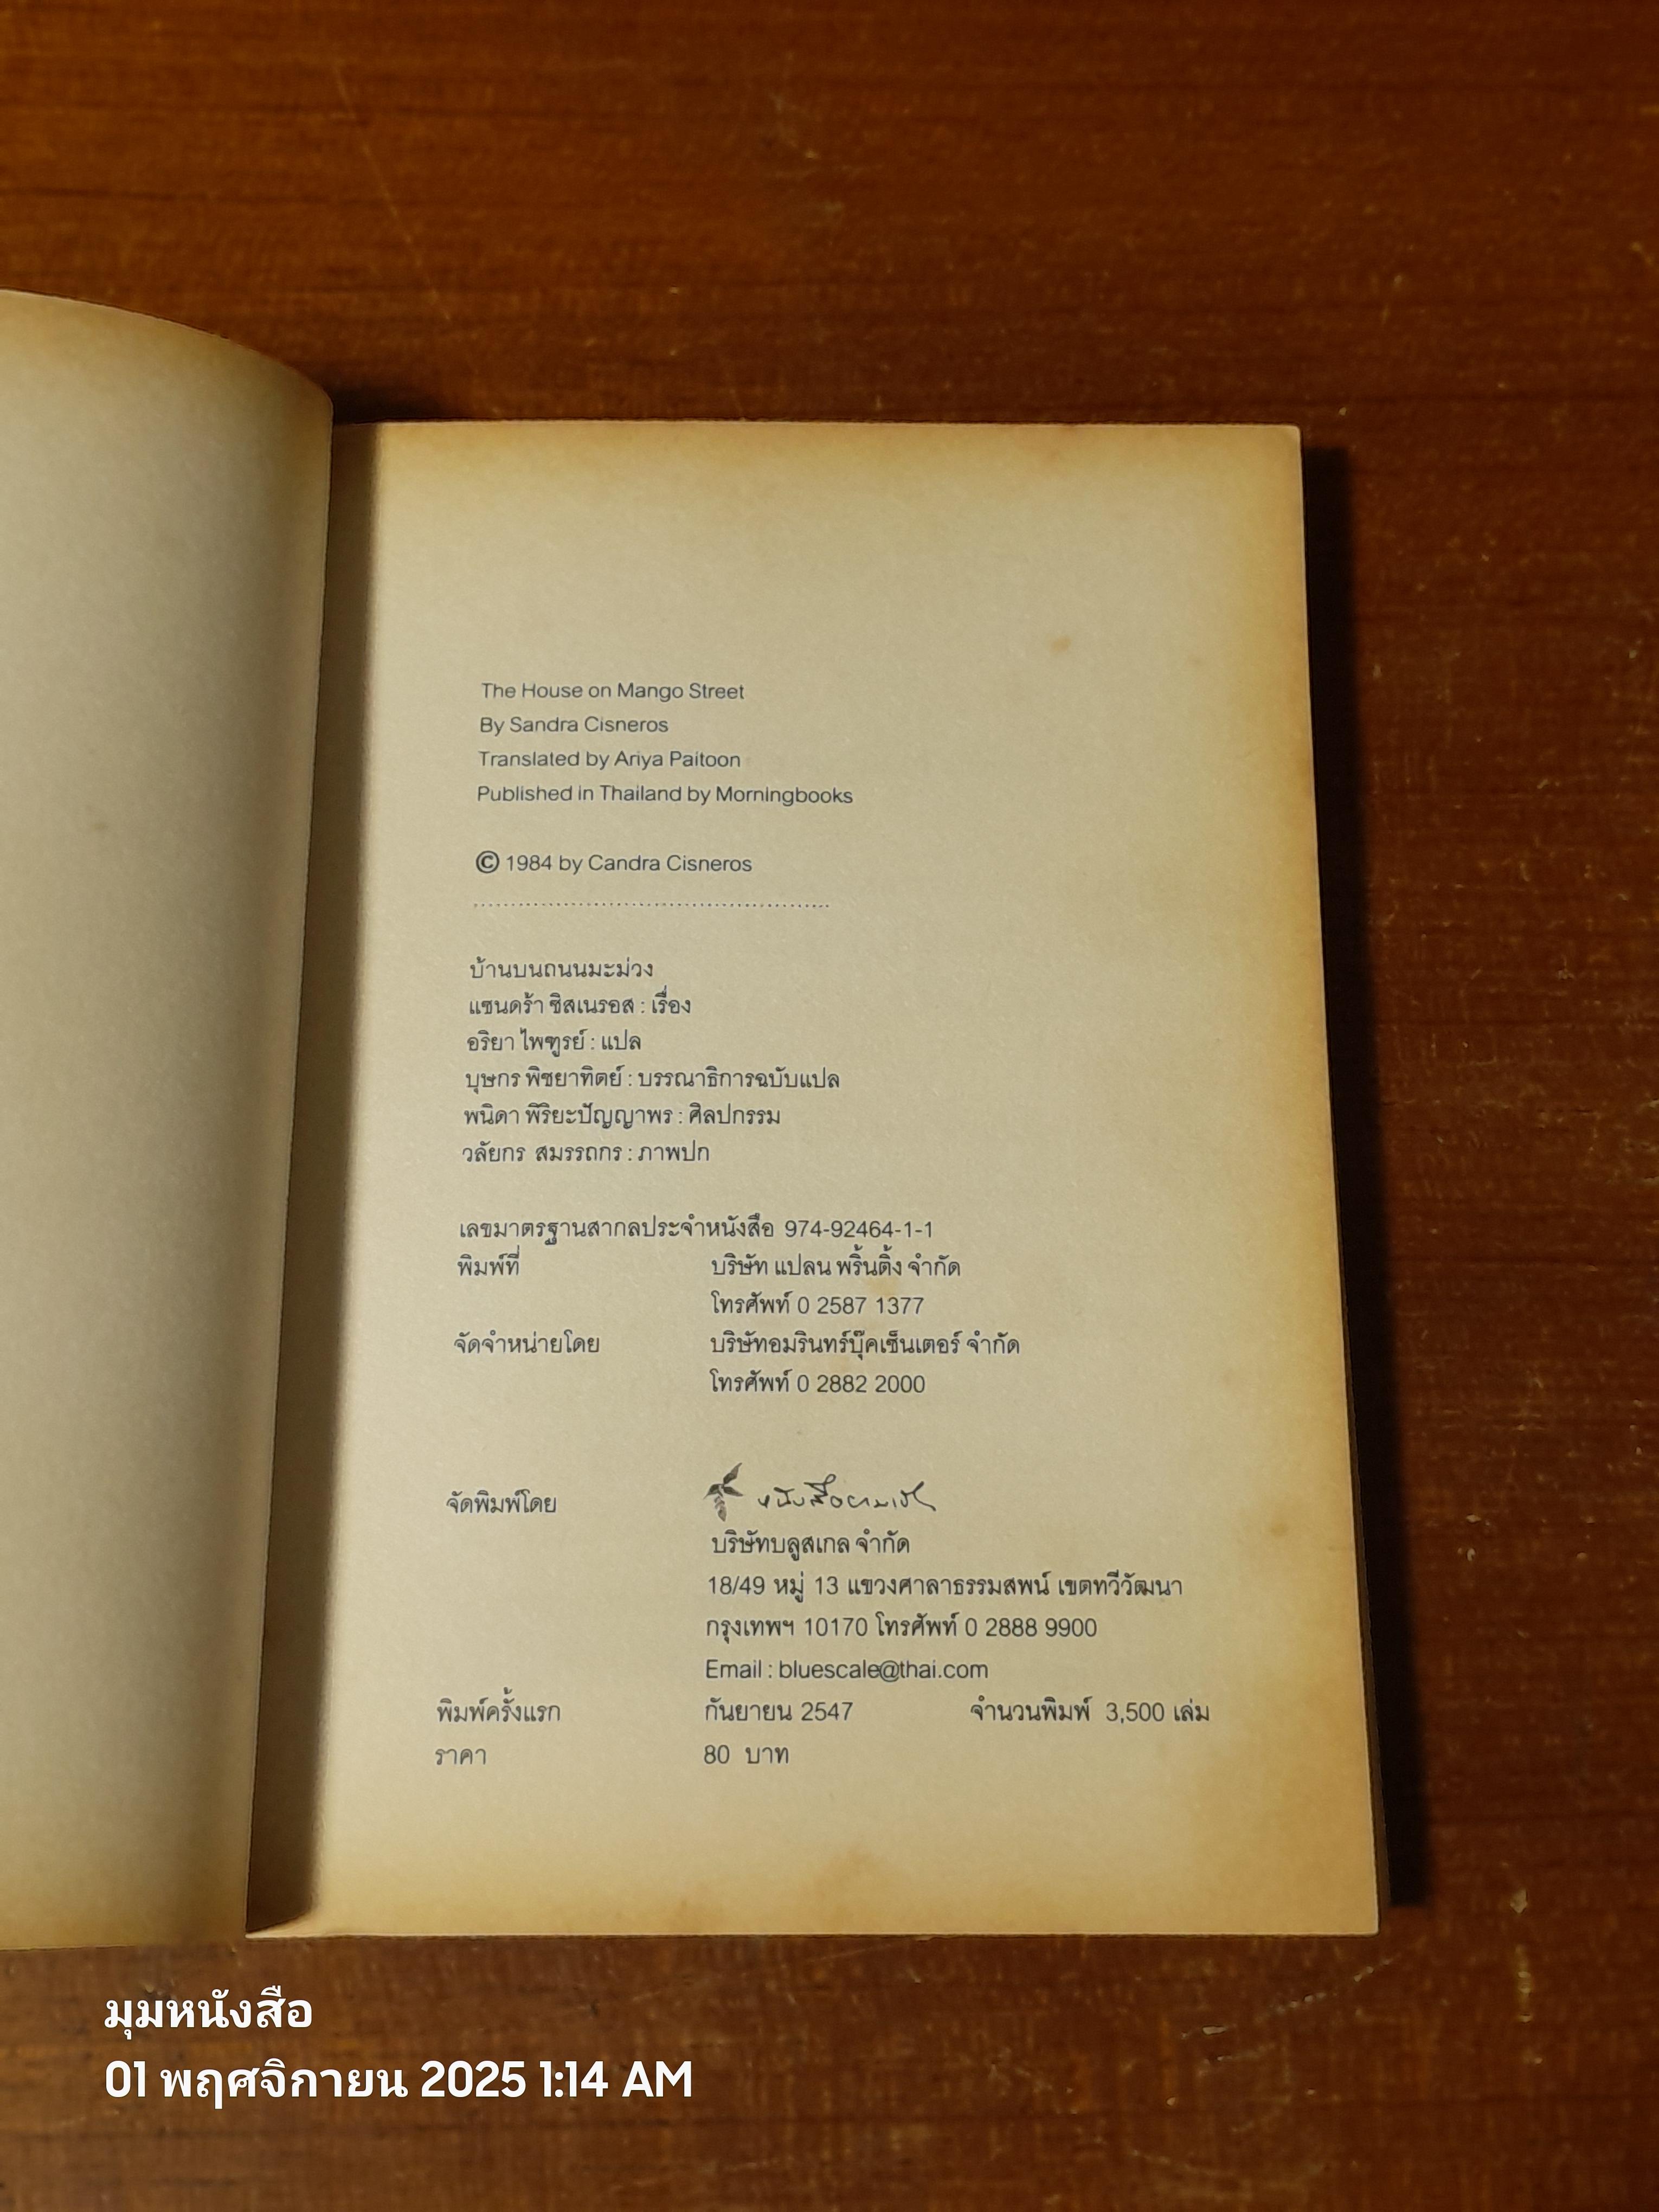 The House on Mango Street
By Sandra Cisneros
Translated by Ariya Paitoon
Published in Thailand by Morningbooks
© 1984 by Candra Cisneros
บ้านบนถนนมะม่วง
แซนดร้า ซิสเนรอส : เรื่อง
อริยา ไพฑูรย์ : แปล
บุษกร พิชยาทิตย์ : บรรณาธิการฉบับแปล
พนิดา พิริยะปัญญาพร : ศิลปกรรม
วลัยกร สมรรถกร : ภาพปก
เลขมาตรฐานสากลประจำหนังสือ 974-92464-1-1
พิมพ์ที่ บริษัท แปลน พริ้นติ้ง จำกัด
โทรศัพท์ 0 2587 1377
จัดจำหน่ายโดย บริษัทอมรินทร์บุ๊คเซ็นเตอร์ จำกัด
โทรศัพท์ 0 2882 2000
จัดพิมพ์โดย หนังสือยามเช้า
บริษัทบลูสเกล จำกัด
18/49 หมู่ 13 แขวงศาลาธรรมสพน์ เขตทวีวัฒนา
กรุงเทพฯ 10170 โทรศัพท์ 0 2888 9900
Email : bluescale@thai.com
พิมพ์ครั้งแรก กันยายน 2547 จำนวนพิมพ์ 3,500 เล่ม
ราคา 80 บาท
มุมหนังสือ
01 พฤศจิกายน 2025 1:14 AM